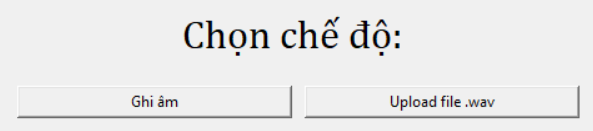 Chọn chế độ:
Ghi âm
Upload file .wav